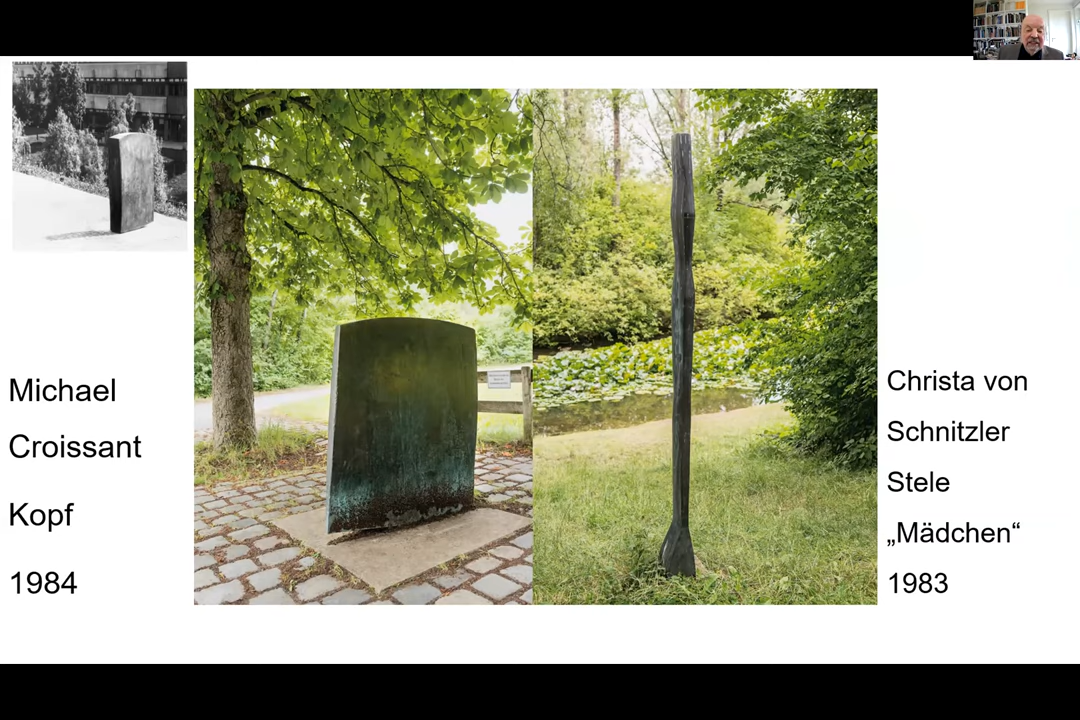 Michael
Croissant
Kopf
1984
Christa von
Schnitzler
Stele
„Mädchen“
1983